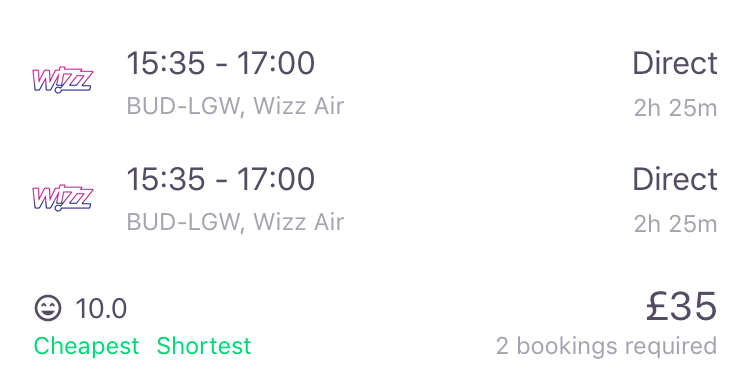 WIZZ 15:35 - 17:00 Direct
BUD-LGW, Wizz Air 2h 25m
WIZZ 15:35 - 17:00 Direct
BUD-LGW, Wizz Air 2h 25m
10.0 £35
Cheapest Shortest 2 bookings required